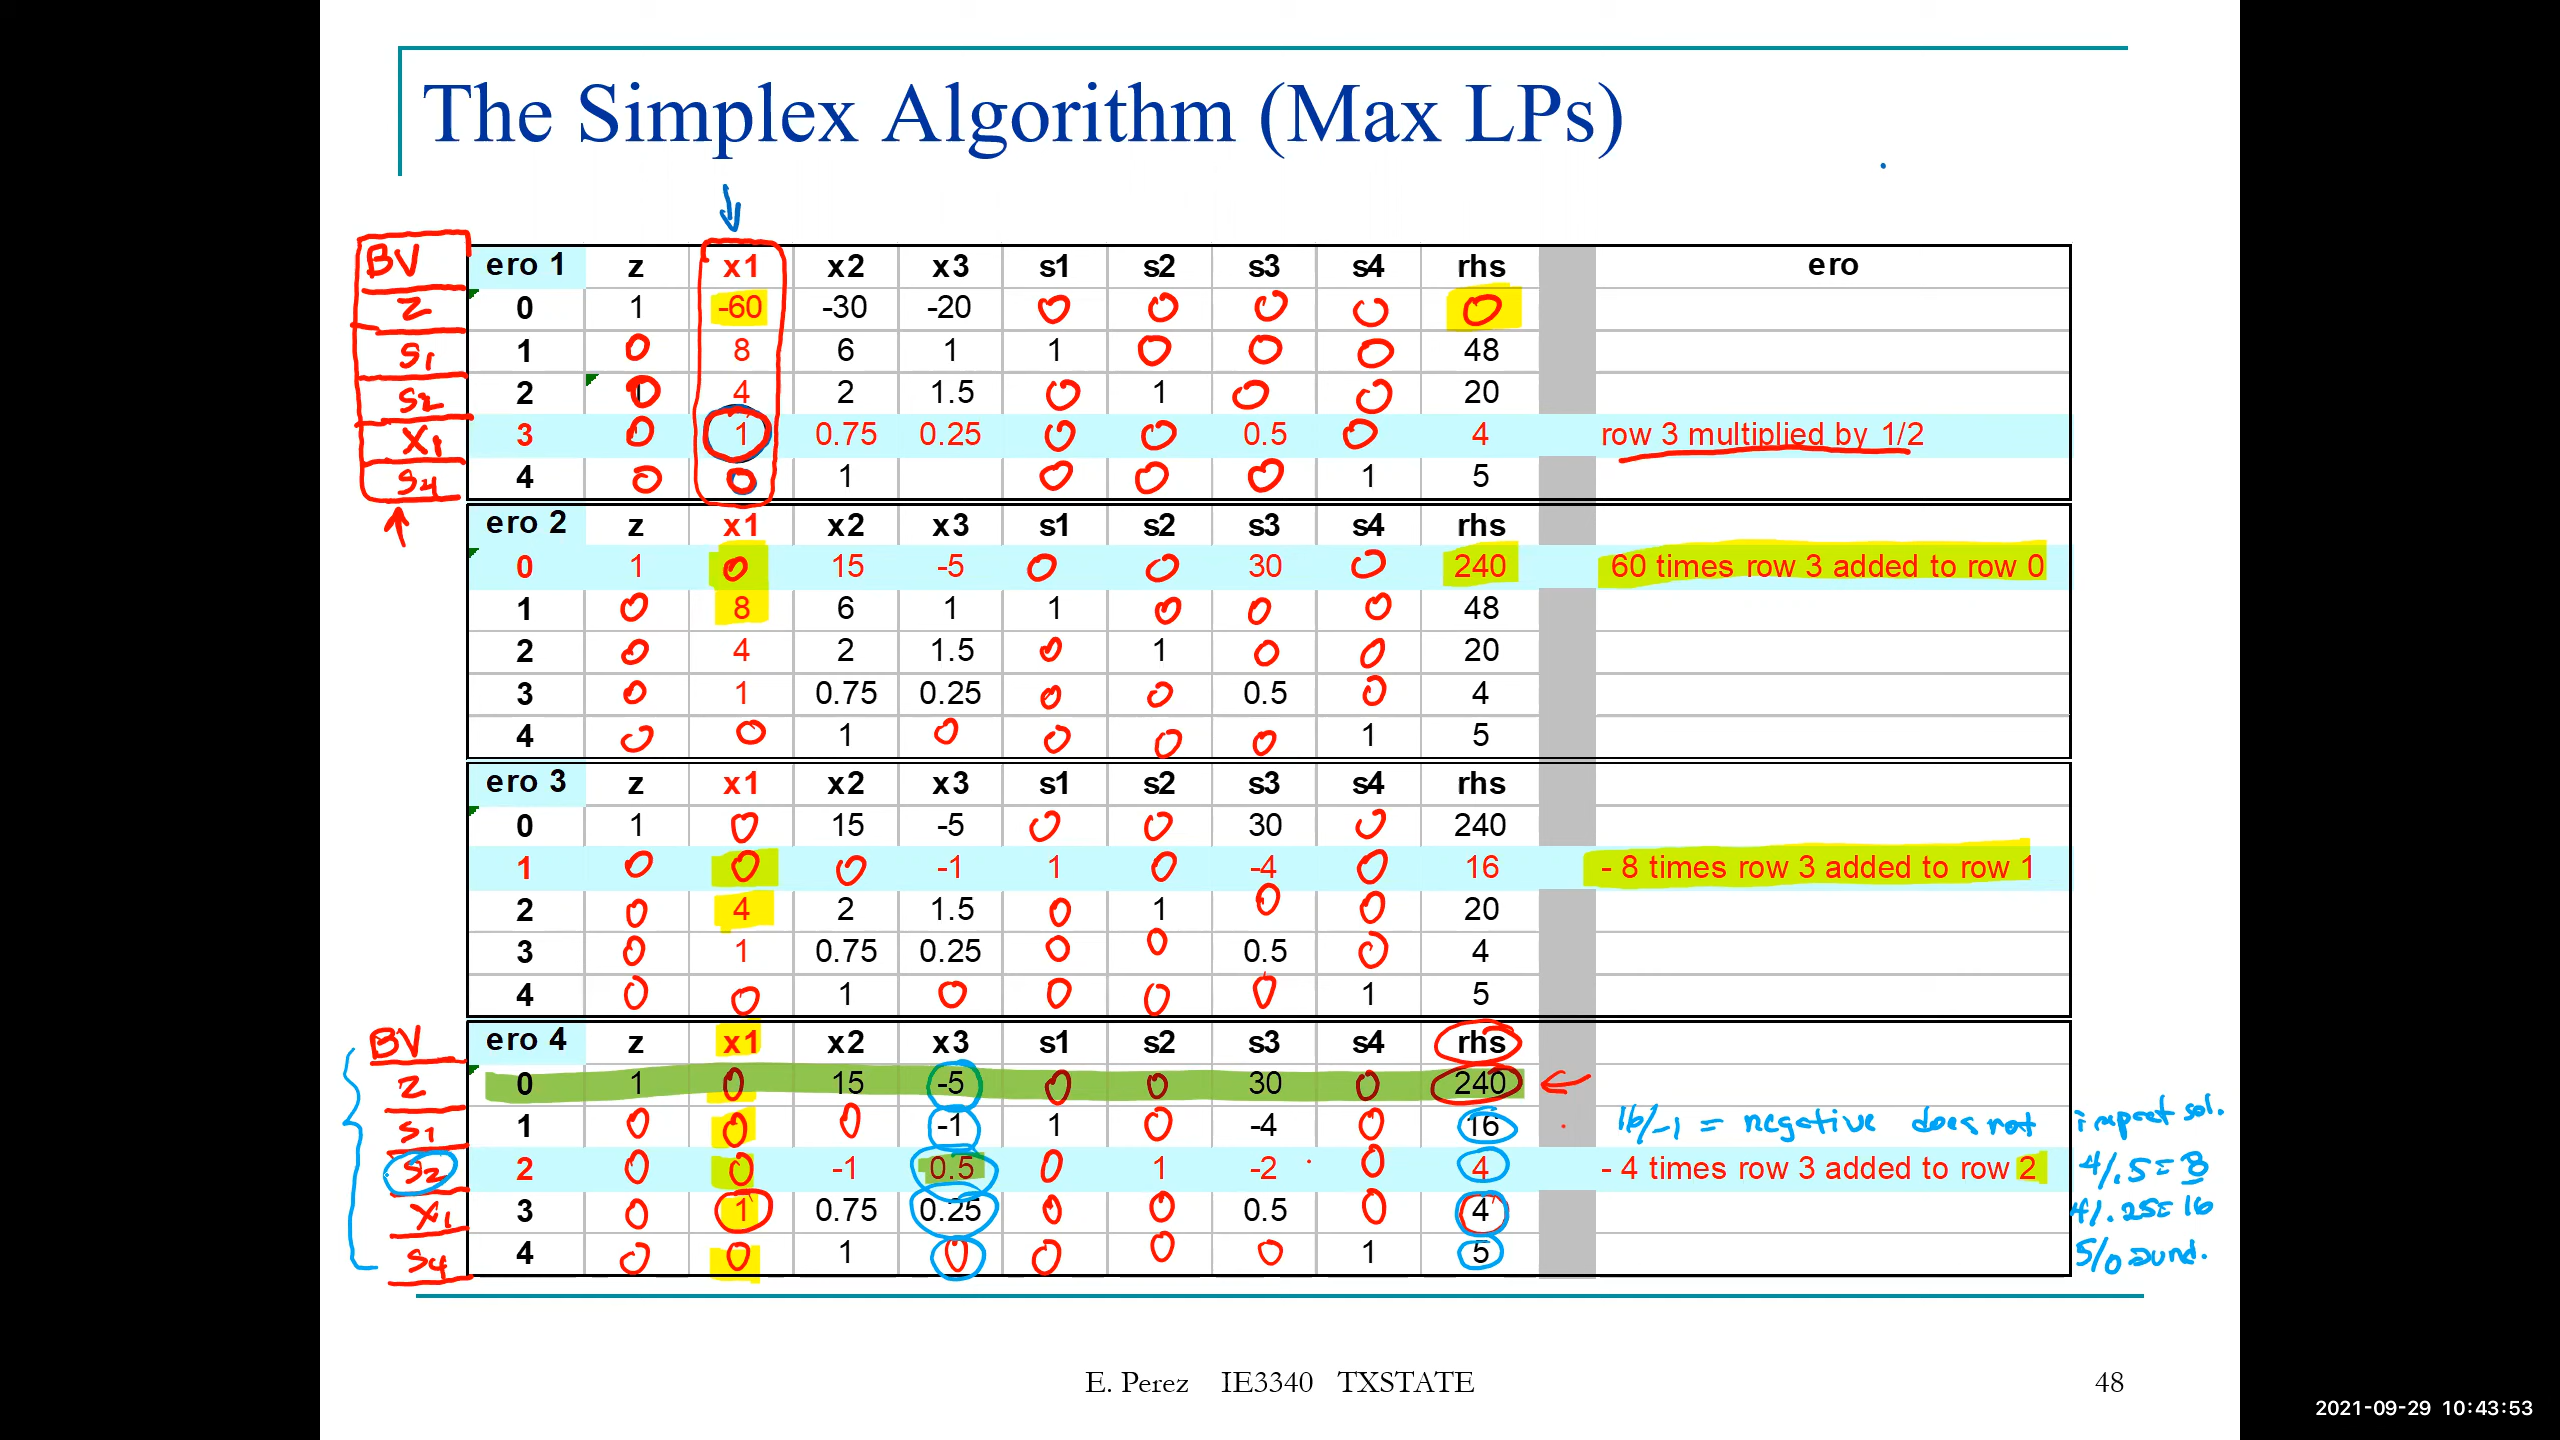 The Simplex Algorithm (Max LPs)
BV ero 1 z x1 x2 x3 s1 s2 s3 s4 rhs ero
Z 0 1 -60 -30 -20 0 0 0 0 0
S1 1 0 8 6 1 1 0 0 0 48
S2 2 0 4 2 1.5 0 1 0 0 20
X1 3 0 1 0.75 0.25 0 0 0.5 0 4 row 3 multiplied by 1/2
S4 4 0 0 1 0 0 0 1 5
ero 2 z x1 x2 x3 s1 s2 s3 s4 rhs
0 1 0 15 -5 0 0 30 0 240 60 times row 3 added to row 0
1 0 8 6 1 1 0 0 0 48
2 0 4 2 1.5 0 1 0 0 20
3 0 1 0.75 0.25 0 0 0.5 0 4
4 0 0 1 0 0 0 0 1 5
ero 3 z x1 x2 x3 s1 s2 s3 s4 rhs
0 1 0 15 -5 0 0 30 0 240
1 0 0 0 -1 1 0 -4 0 16 - 8 times row 3 added to row 1
2 0 4 2 1.5 0 1 0 0 20
3 0 1 0.75 0.25 0 0 0.5 0 4
4 0 0 1 0 0 0 0 1 5
BV ero 4 z x1 x2 x3 s1 s2 s3 s4 rhs
Z 0 1 0 15 -5 0 0 30 0 240
S1 1 0 0 0 -1 1 0 -4 0 16 16/-1 = negative does not impact sol.
S2 2 0 0 -1 0.5 0 1 -2 0 4 - 4 times row 3 added to row 2 4/.5 = 8
X1 3 0 1 0.75 0.25 0 0 0.5 0 4 4/.25 = 16
S4 4 0 0 1 0 0 0 0 1 5 5/0 = und.
E. Perez IE3340 TXSTATE
48
2021-09-29 10:43:53